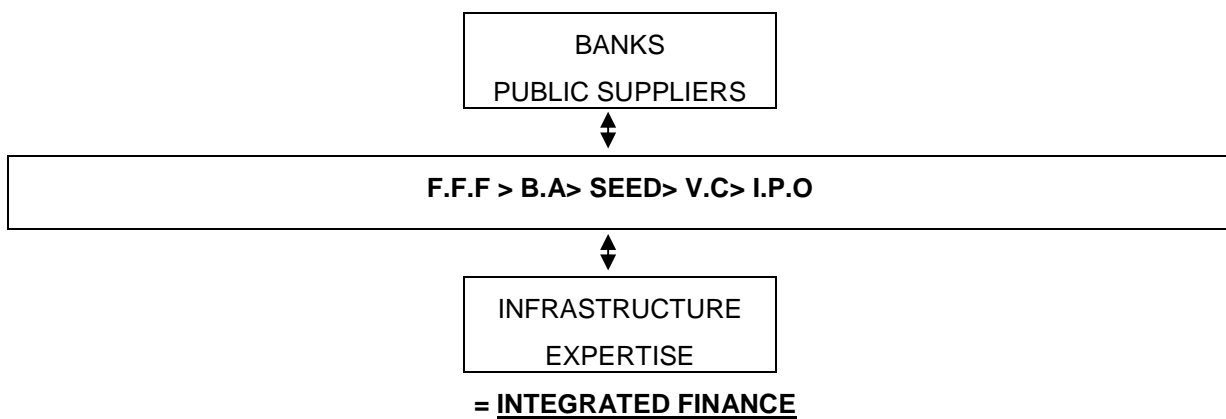 BANKS
PUBLIC SUPPLIERS
F.F.F > B.A> SEED> V.C> I.P.O
INFRASTRUCTURE
EXPERTISE
= INTEGRATED FINANCE